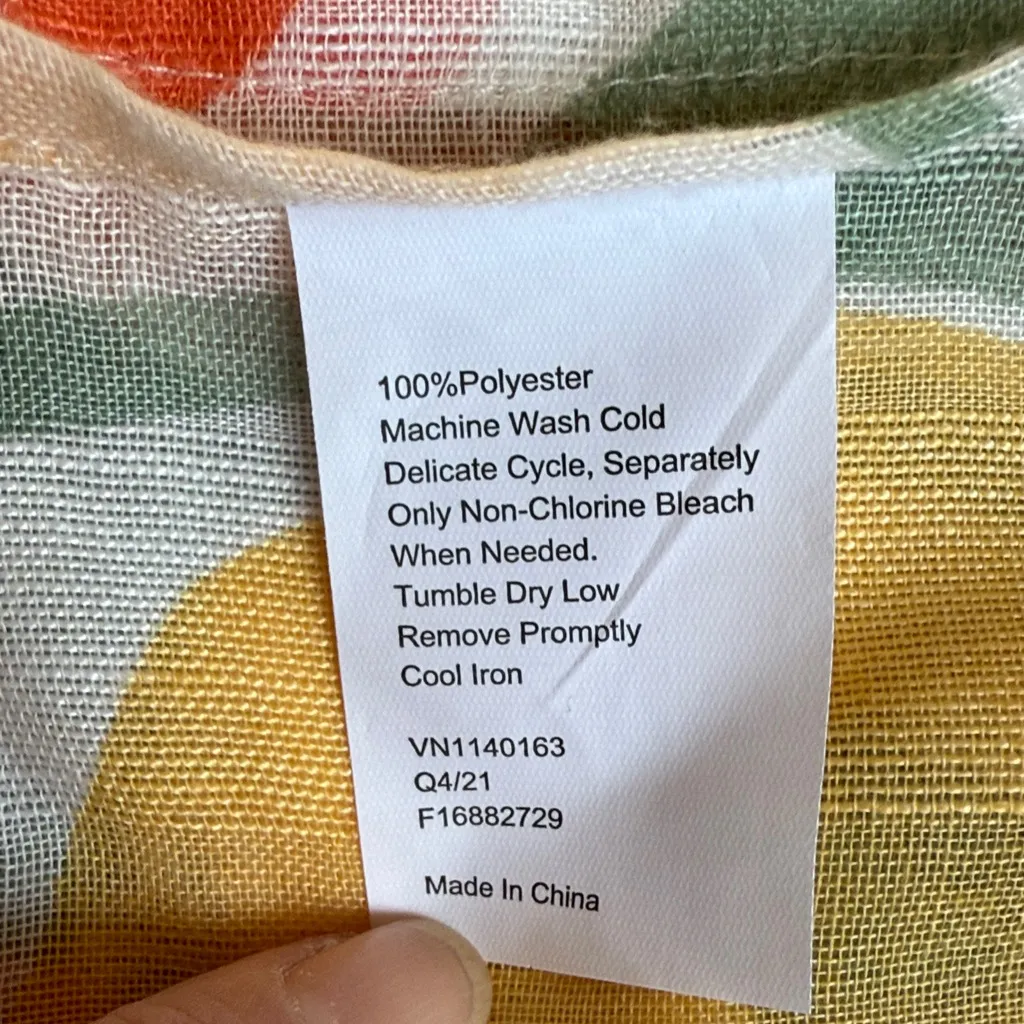 100%Polyester
Machine Wash Cold
Delicate Cycle, Separately
Only Non-Chlorine Bleach
When Needed.
Tumble Dry Low
Remove Promptly
Cool Iron
VN1140163
Q4/21
F16882729
Made In China